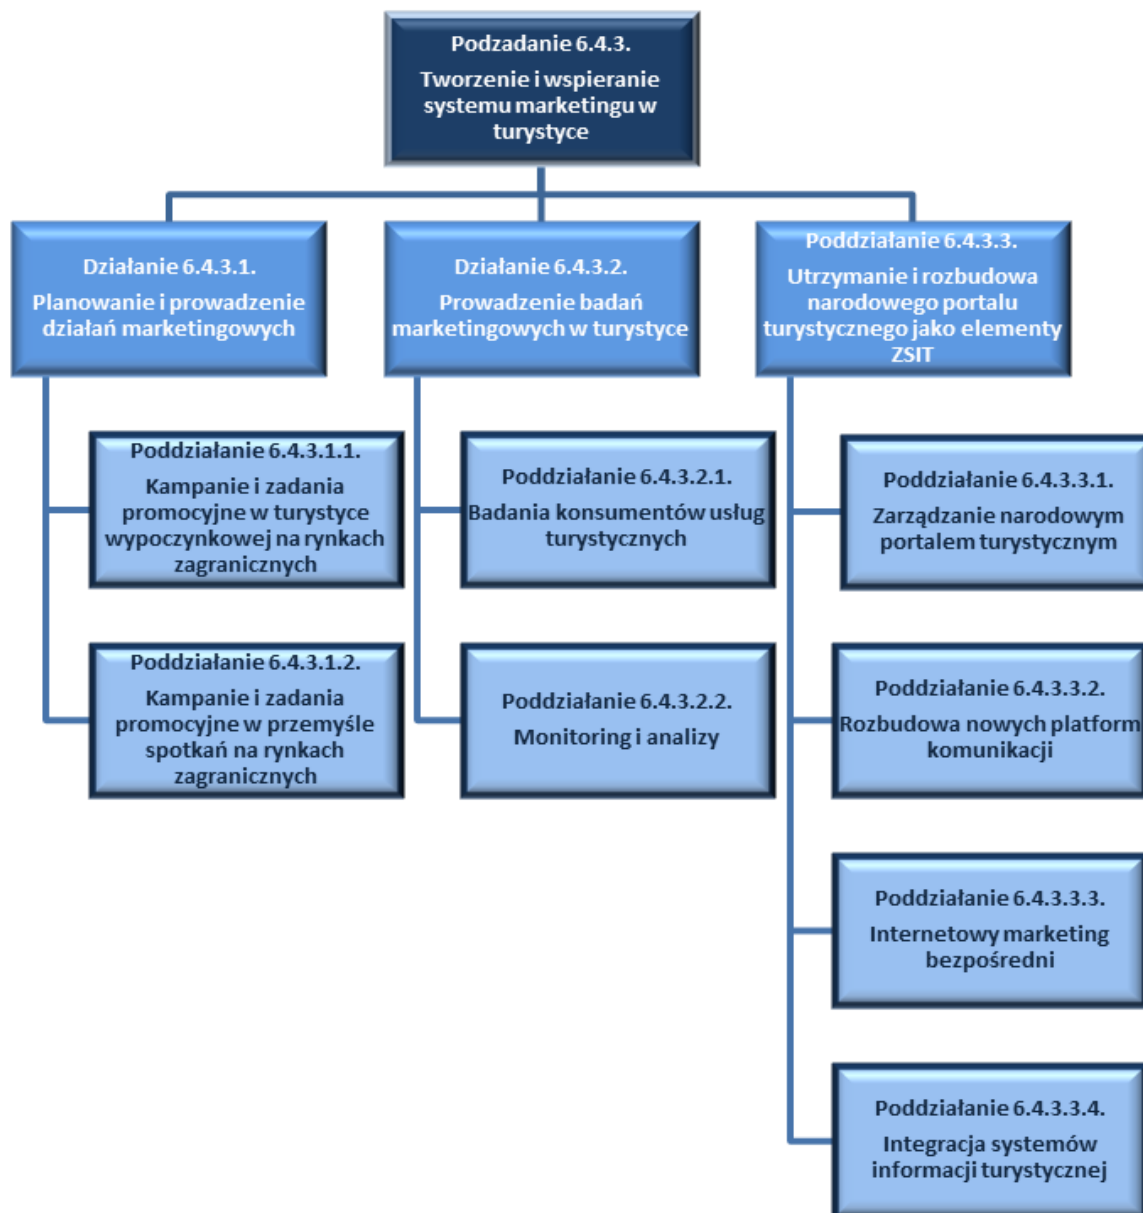 Podzadanie 6.4.3.
Tworzenie i wspieranie
systemu marketingu w
turystyce
Działanie 6.4.3.1.
Planowanie i prowadzenie
działań marketingowych
Działanie 6.4.3.2.
Prowadzenie badań
marketingowych w turystyce
Poddziałanie 6.4.3.3.
Utrzymanie i rozbudowa
narodowego portalu
turystycznego jako elementy
ZSIT
Poddziałanie 6.4.3.1.1.
Kampanie i zadania
promocyjne w turystyce
wypoczynkowej na rynkach
zagranicznych
Poddziałanie 6.4.3.1.2.
Kampanie i zadania
promocyjne w przemyśle
spotkań na rynkach
zagranicznych
Poddziałanie 6.4.3.2.1.
Badania konsumentów usług
turystycznych
Poddziałanie 6.4.3.2.2.
Monitoring i analizy
Poddziałanie 6.4.3.3.1.
Zarządzanie narodowym
portalem turystycznym
Poddziałanie 6.4.3.3.2.
Rozbudowa nowych platform
komunikacji
Poddziałanie 6.4.3.3.3.
Internetowy marketing
bezpośredni
Poddziałanie 6.4.3.3.4.
Integracja systemów
informacji turystycznej